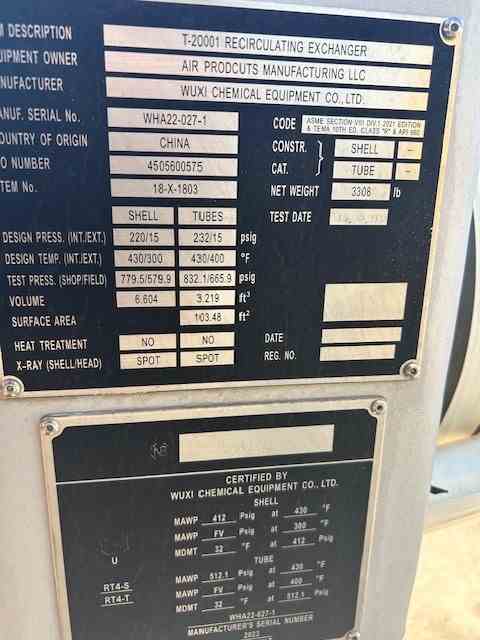 M DESCRIPTION T-20001 RECIRCULATING EXCHANGER
UIPMENT OWNER AIR PRODCUTS MANUFACTURING LLC
NUFACTURER WUXI CHEMICAL EQUIPMENT CO.,LTD.
ANUF. SERIAL No. WHA22-027-1 CODE ASME SECTION VIII DIV.1 2021 EDITION & TEMA 10TH ED. CLASS "R" & API 660
OUNTRY OF ORIGIN CHINA CONSTR. SHELL -
O NUMBER 4505600575 CAT. TUBE -
TEM No. 18-X-1803 NET WEIGHT 3308 lb
TEST DATE
SHELL TUBES
DESIGN PRESS. (INT./EXT.) 220/15 232/15 psig
DESIGN TEMP. (INT./EXT.) 430/300 430/400 °F
TEST PRESS. (SHOP/FIELD) 779.5/579.9 832.1/665.9 psig
VOLUME 6.604 3.219 ft³
SURFACE AREA 103.48 ft²
HEAT TREATMENT NO NO DATE
X-RAY (SHELL/HEAD) SPOT SPOT REG. NO.
CERTIFIED BY
WUXI CHEMICAL EQUIPMENT CO., LTD.
SHELL
MAWP 412 Psig at 430 °F
MAWP FV Psig at 300 °F
MDMT 32 °F at 412 Psig
U TUBE
RT4-S MAWP 512.1 Psig at 430 °F
RT4-T MAWP FV Psig at 400 °F
MDMT 32 °F at 512.1 Psig
WHA22-027-1
MANUFACTURER'S SERIAL NUMBER
2022